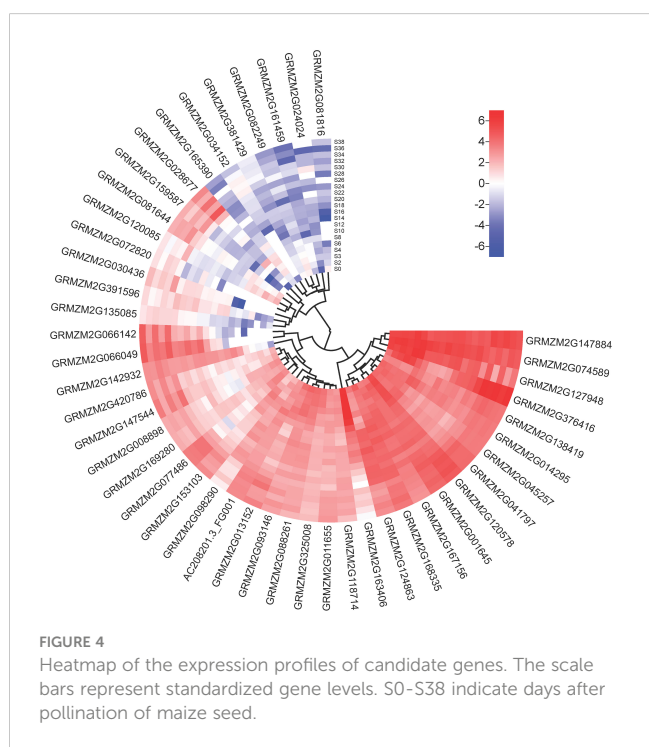 GRMZM2G081816
GRMZM2G024024
GRMZM2G161459
GRMZM2G082249
GRMZM2G381429
GRMZM2G034152
GRMZM2G165390
GRMZM2G028677
GRMZM2G159587
GRMZM2G081644
GRMZM2G120085
GRMZM2G072820
GRMZM2G030436
GRMZM2G391596
GRMZM2G135085
GRMZM2G066142
GRMZM2G066049
GRMZM2G142932
GRMZM2G420786
GRMZM2G147544
GRMZM2G008898
GRMZM2G169280
GRMZM2G077486
GRMZM2G153103
GRMZM2G098290
AC208201.3_FG001
GRMZM2G013152
GRMZM2G093146
GRMZM2G088261
GRMZM2G325008
GRMZM2G011655
GRMZM2G118714
GRMZM2G163406
GRMZM2G124863
GRMZM2G168335
GRMZM2G167156
GRMZM2G001645
GRMZM2G120578
GRMZM2G041797
GRMZM2G045257
GRMZM2G014295
GRMZM2G138419
GRMZM2G376416
GRMZM2G127948
GRMZM2G074589
GRMZM2G147884
S38
S36
S34
S32
S30
S28
S26
S24
S22
S20
S18
S16
S14
S12
S10
S8
S6
S4
S3
S2
S0
6
4
2
0
-2
-4
-6
FIGURE 4
Heatmap of the expression profiles of candidate genes. The scale
bars represent standardized gene levels. S0-S38 indicate days after
pollination of maize seed.